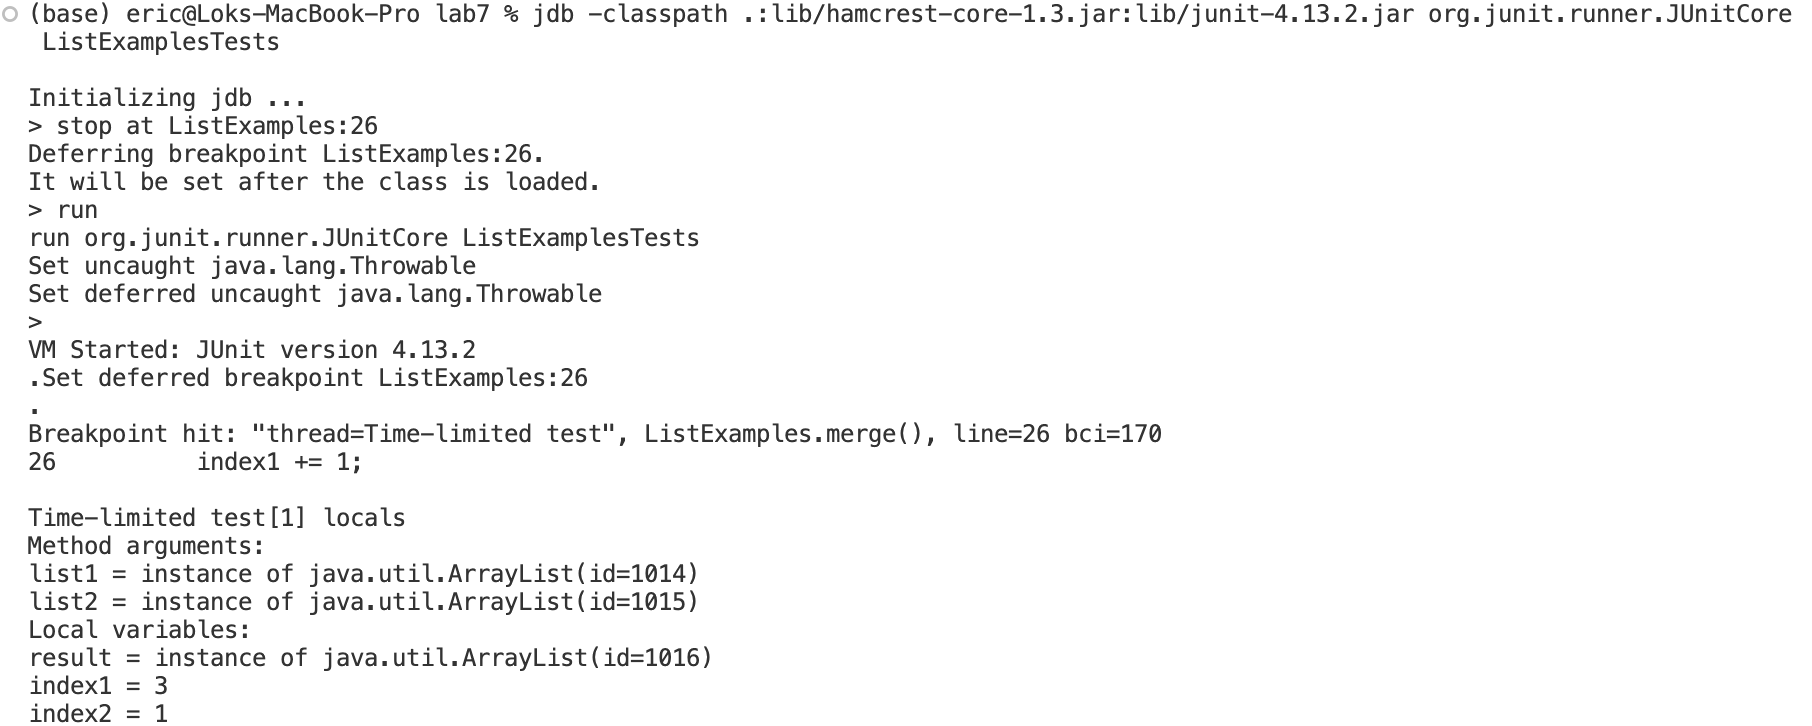 (base) eric@Loks-MacBook-Pro lab7 % jdb -classpath .:lib/hamcrest-core-1.3.jar:lib/junit-4.13.2.jar org.junit.runner.JUnitCore
 ListExamplesTests
Initializing jdb ...
> stop at ListExamples:26
Deferring breakpoint ListExamples:26.
It will be set after the class is loaded.
> run
run org.junit.runner.JUnitCore ListExamplesTests
Set uncaught java.lang.Throwable
Set deferred uncaught java.lang.Throwable
>
VM Started: JUnit version 4.13.2
.Set deferred breakpoint ListExamples:26
.
Breakpoint hit: "thread=Time-limited test", ListExamples.merge(), line=26 bci=170
26          index1 += 1;
Time-limited test[1] locals
Method arguments:
list1 = instance of java.util.ArrayList(id=1014)
list2 = instance of java.util.ArrayList(id=1015)
Local variables:
result = instance of java.util.ArrayList(id=1016)
index1 = 3
index2 = 1